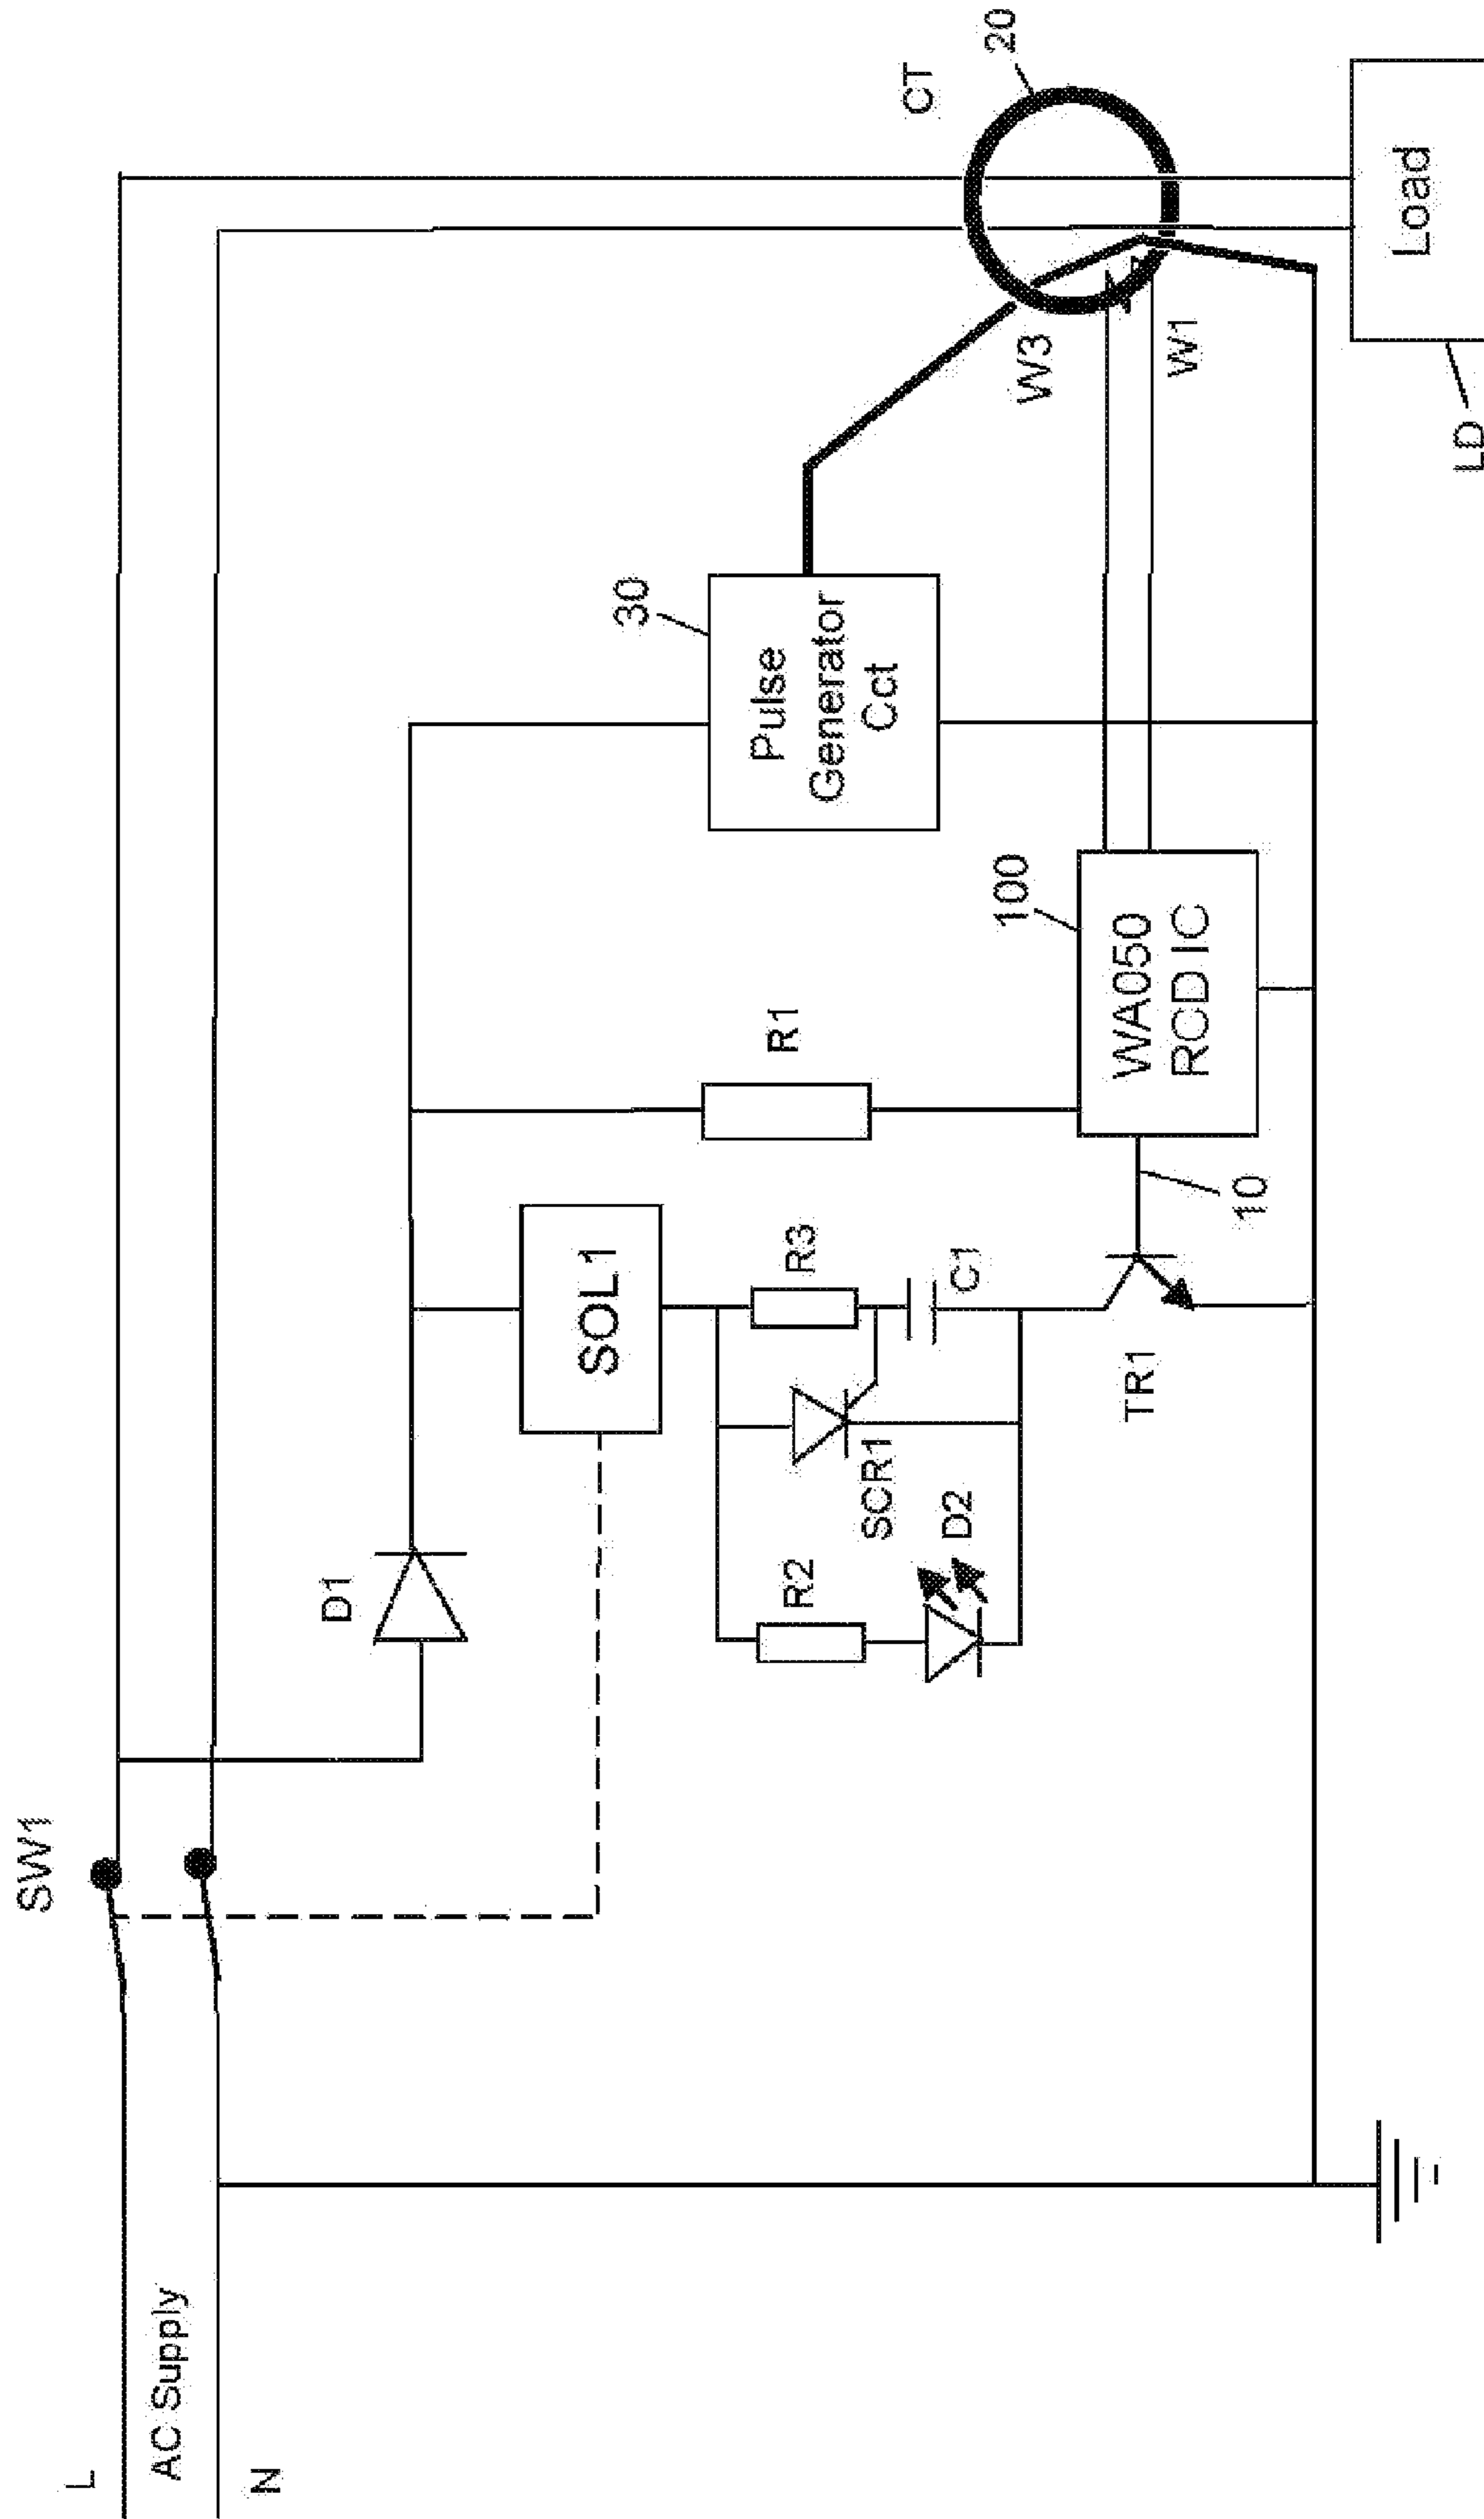 L
AC Supply
N
SW1
D1
SOL1
R2
D2
SCR1
R3
C1
TR1
10
R1
100
WA050
RCD IC
30
Pulse
Generator
Cct
W3
W1
CT
20
Load
LD